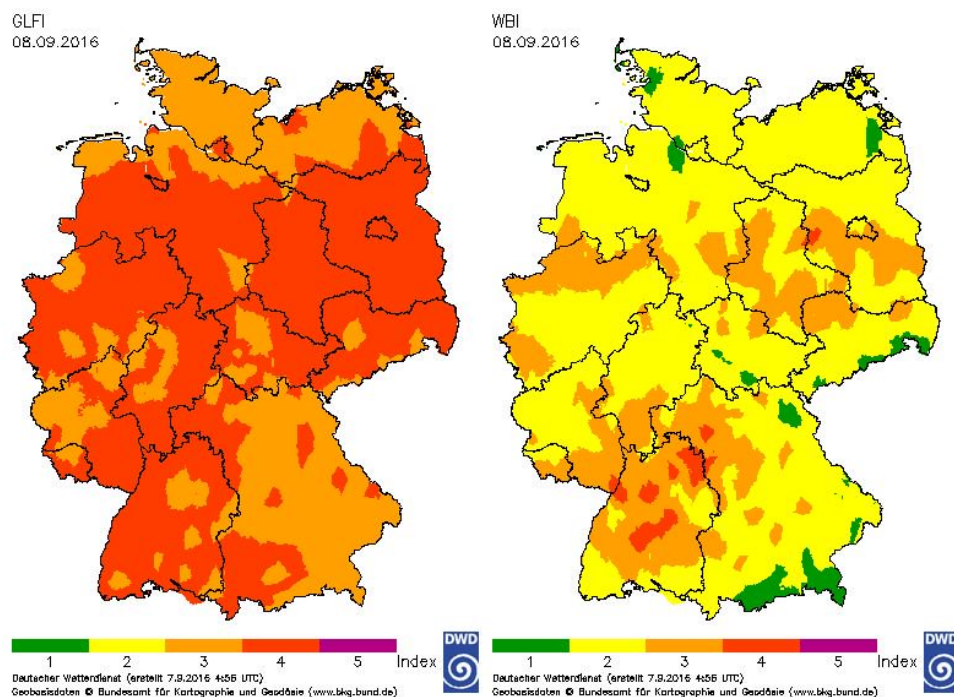 GLFI
08.09.2016
1 2 3 4 5 Index
Deutscher Wetterdienst (erstellt 7.9.2016 4:56 UTC)
Geobasisdaten © Bundesamt für Kartographie und Geodäsie (www.bkg.bund.de)
DWD
WBI
08.09.2016
1 2 3 4 5 Index
Deutscher Wetterdienst (erstellt 7.9.2016 4:56 UTC)
Geobasisdaten © Bundesamt für Kartographie und Geodäsie (www.bkg.bund.de)
DWD